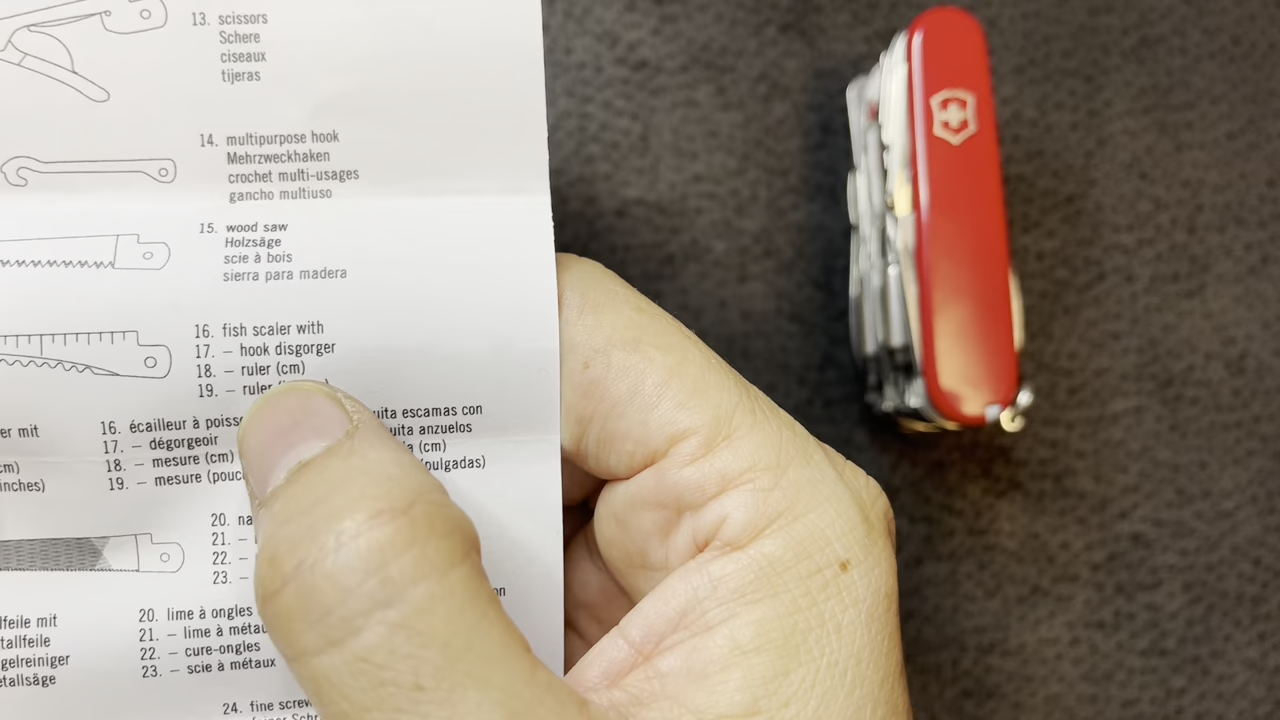 13. scissors
Schere
ciseaux
tijeras
14. multipurpose hook
Mehrzweckhaken
crochet multi-usages
gancho multiuso
15. wood saw
Holzsäge
scie à bois
sierra para madera
16. fish scaler with
17. – hook disgorger
18. – ruler (cm)
19. – ruler
er mit
cm)
inches)
16. écailleur à poiss
17. – dégorgeoir
18. – mesure (cm)
19. – mesure (pouc
uita escamas con
uita anzuelos
(cm)
pulgadas)
20. na
21. –
22. –
23. –
on
lfeile mit
tallfeile
gelreiniger
etallsäge
20. lime à ongles
21. – lime à métau
22. – cure-ongles
23. – scie à métaux
24. fine screw